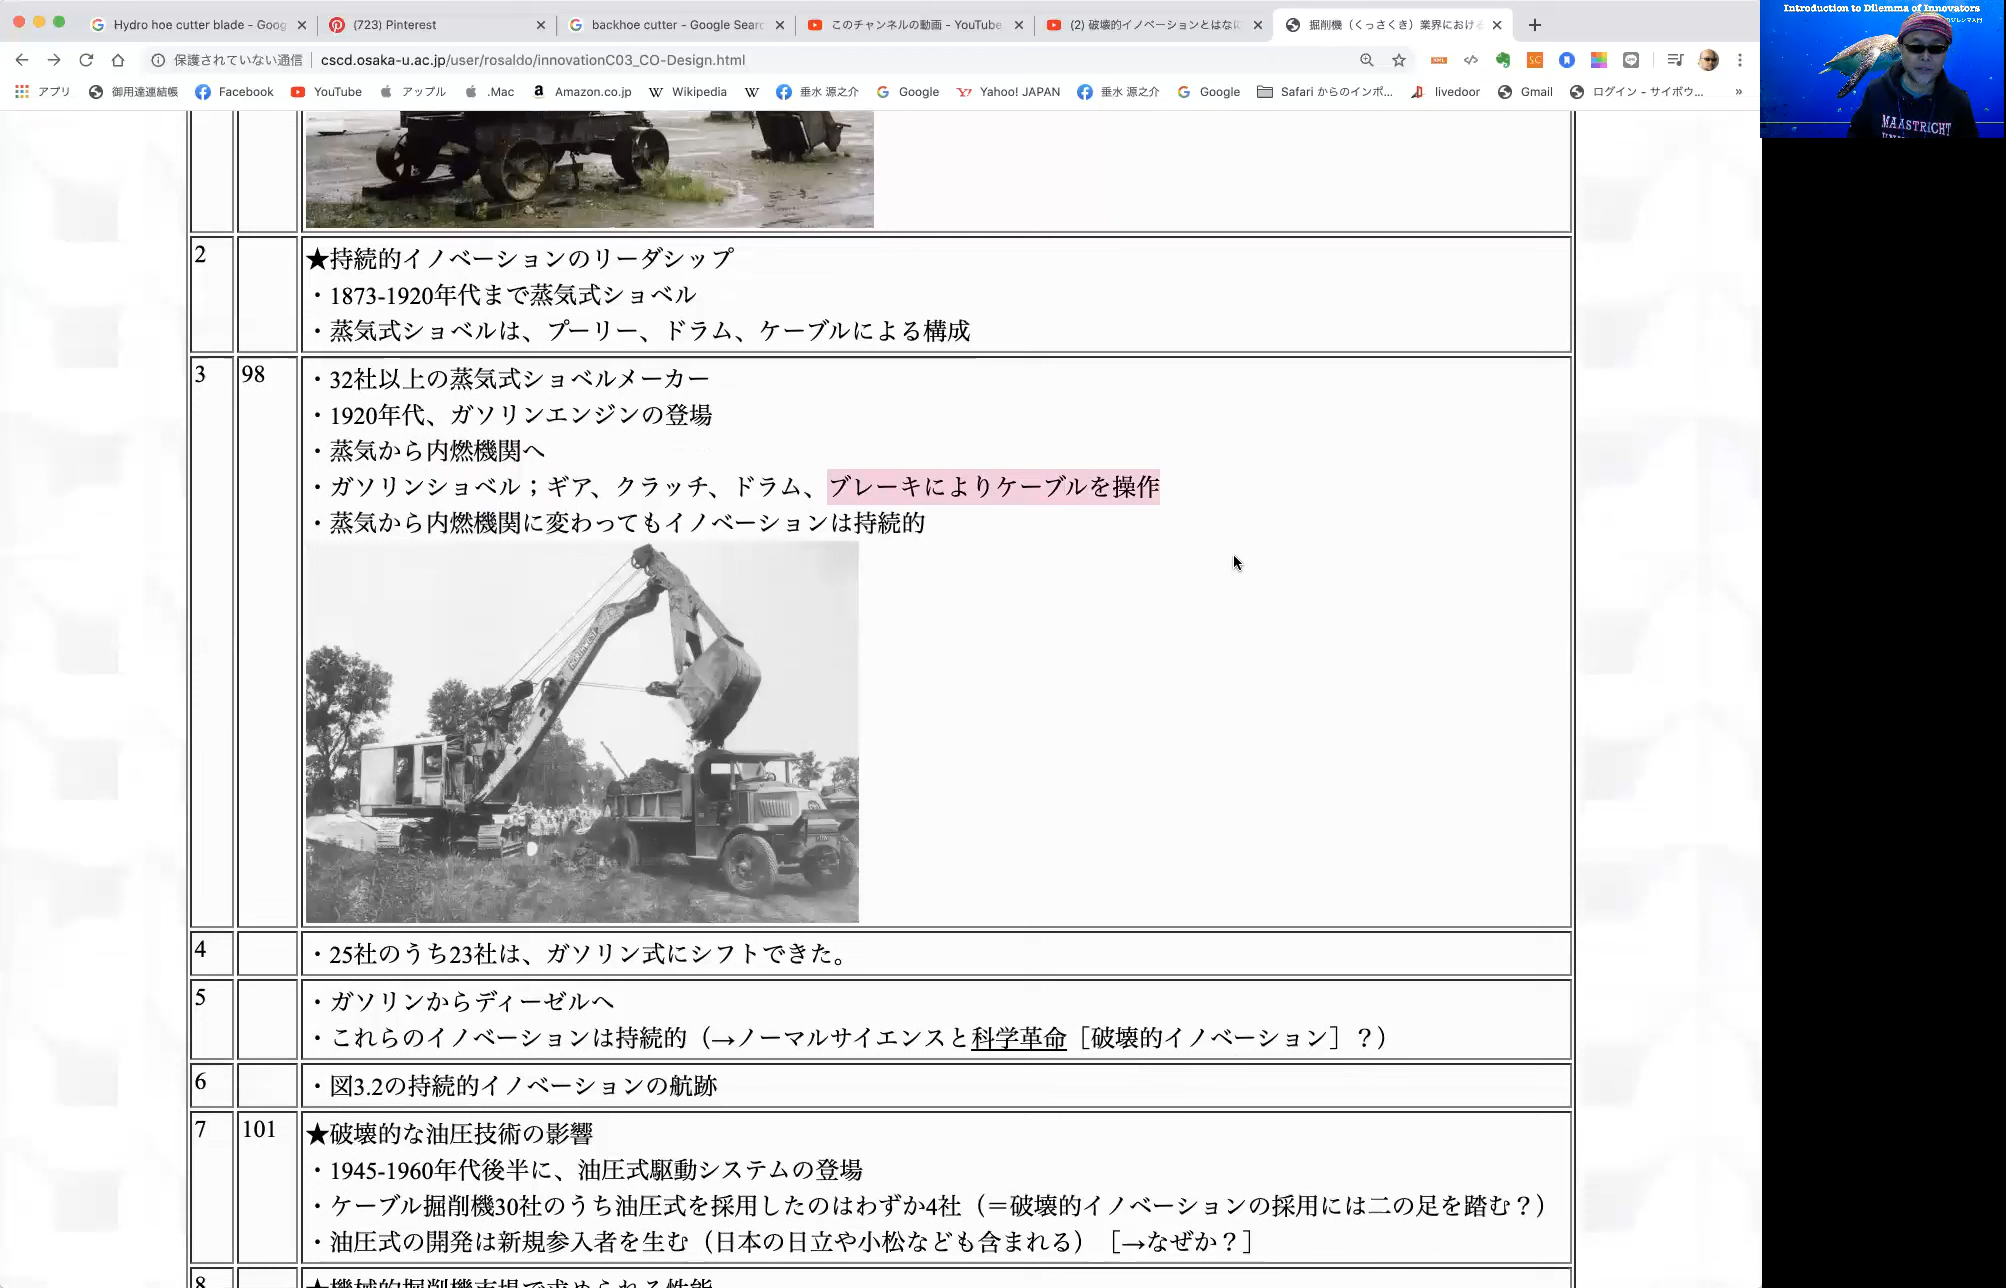 Hydro hoe cutter blade - Goog
(723) Pinterest
backhoe cutter - Google Searc
このチャンネルの動画 - YouTube
(2) 破壊的イノベーションとはなに
掘削機（くっさくき）業界におけ
保護されていない通信
cscd.osaka-u.ac.jp/user/rosaldo/innovationC03_CO-Design.html
アプリ
御用達連結帳
Facebook
YouTube
アップル
.Mac
Amazon.co.jp
Wikipedia
垂水 源之介
Google
Yahoo! JAPAN
垂水 源之介
Google
Safari からのインポ...
livedoor
Gmail
ログイン - サイボウ...
»
Introduction to Dilemma of Innovators
MAASTRICHT
2
★持続的イノベーションのリーダシップ
・1873-1920年代まで蒸気式ショベル
・蒸気式ショベルは、プーリー、ドラム、ケーブルによる構成
3 98
・32社以上の蒸気式ショベルメーカー
・1920年代、ガソリンエンジンの登場
・蒸気から内燃機関へ
・ガソリンショベル；ギア、クラッチ、ドラム、ブレーキによりケーブルを操作
・蒸気から内燃機関に変わってもイノベーションは持続的
4
・25社のうち23社は、ガソリン式にシフトできた。
5
・ガソリンからディーゼルへ
・これらのイノベーションは持続的（→ノーマルサイエンスと科学革命［破壊的イノベーション］？）
6
・図3.2の持続的イノベーションの航跡
7 101
★破壊的な油圧技術の影響
・1945-1960年代後半に、油圧式駆動システムの登場
・ケーブル掘削機30社のうち油圧式を採用したのはわずか4社（＝破壊的イノベーションの採用には二の足を踏む？）
・油圧式の開発は新規参入者を生む（日本の日立や小松なども含まれる）［→なぜか？］
8
★機械的掘削機市場で求められる性能